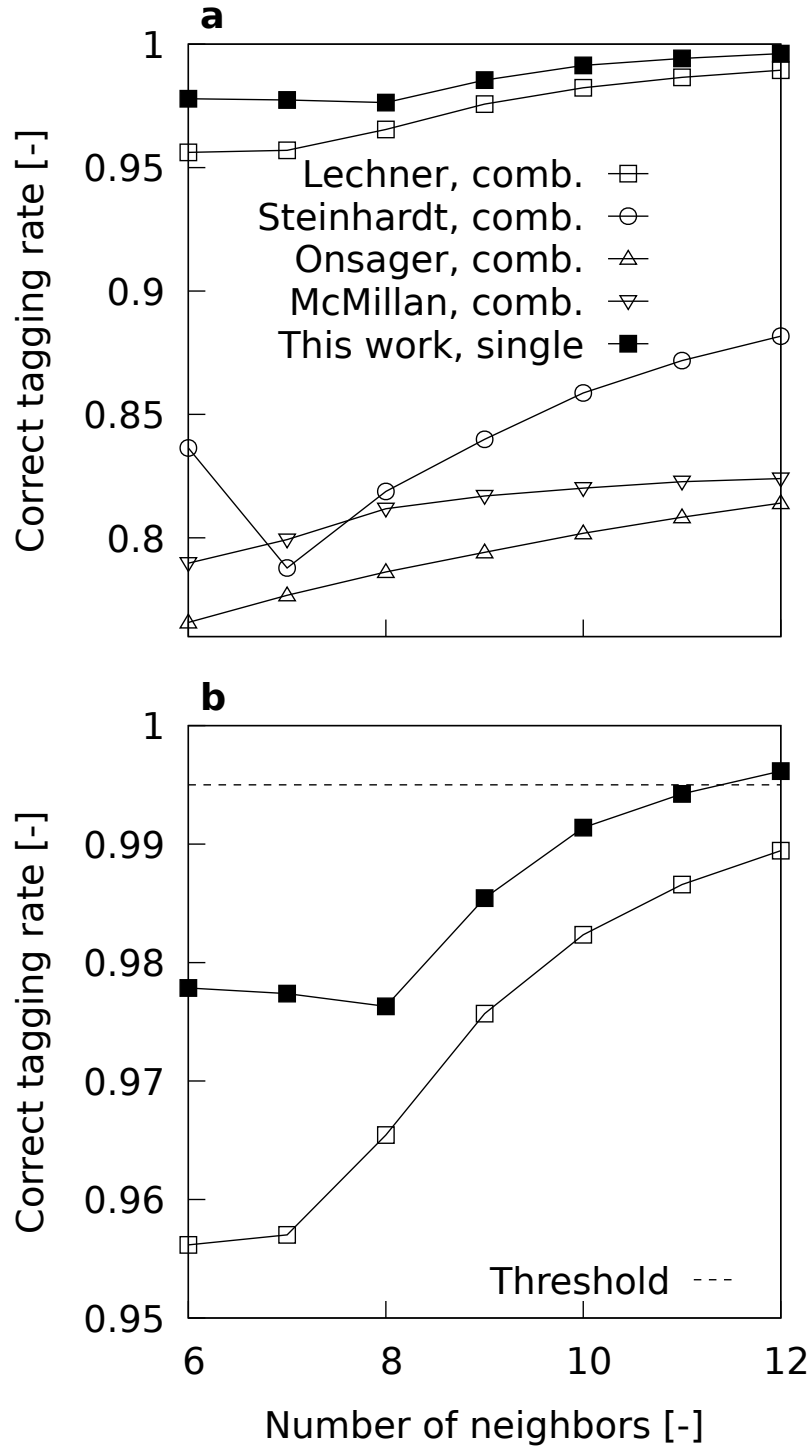 a
1
0.95
0.9
0.85
0.8
Correct tagging rate [-]
Lechner, comb.
Steinhardt, comb.
Onsager, comb.
McMillan, comb.
This work, single
b
1
0.99
0.98
0.97
0.96
0.95
Correct tagging rate [-]
Threshold
6 8 10 12
Number of neighbors [-]